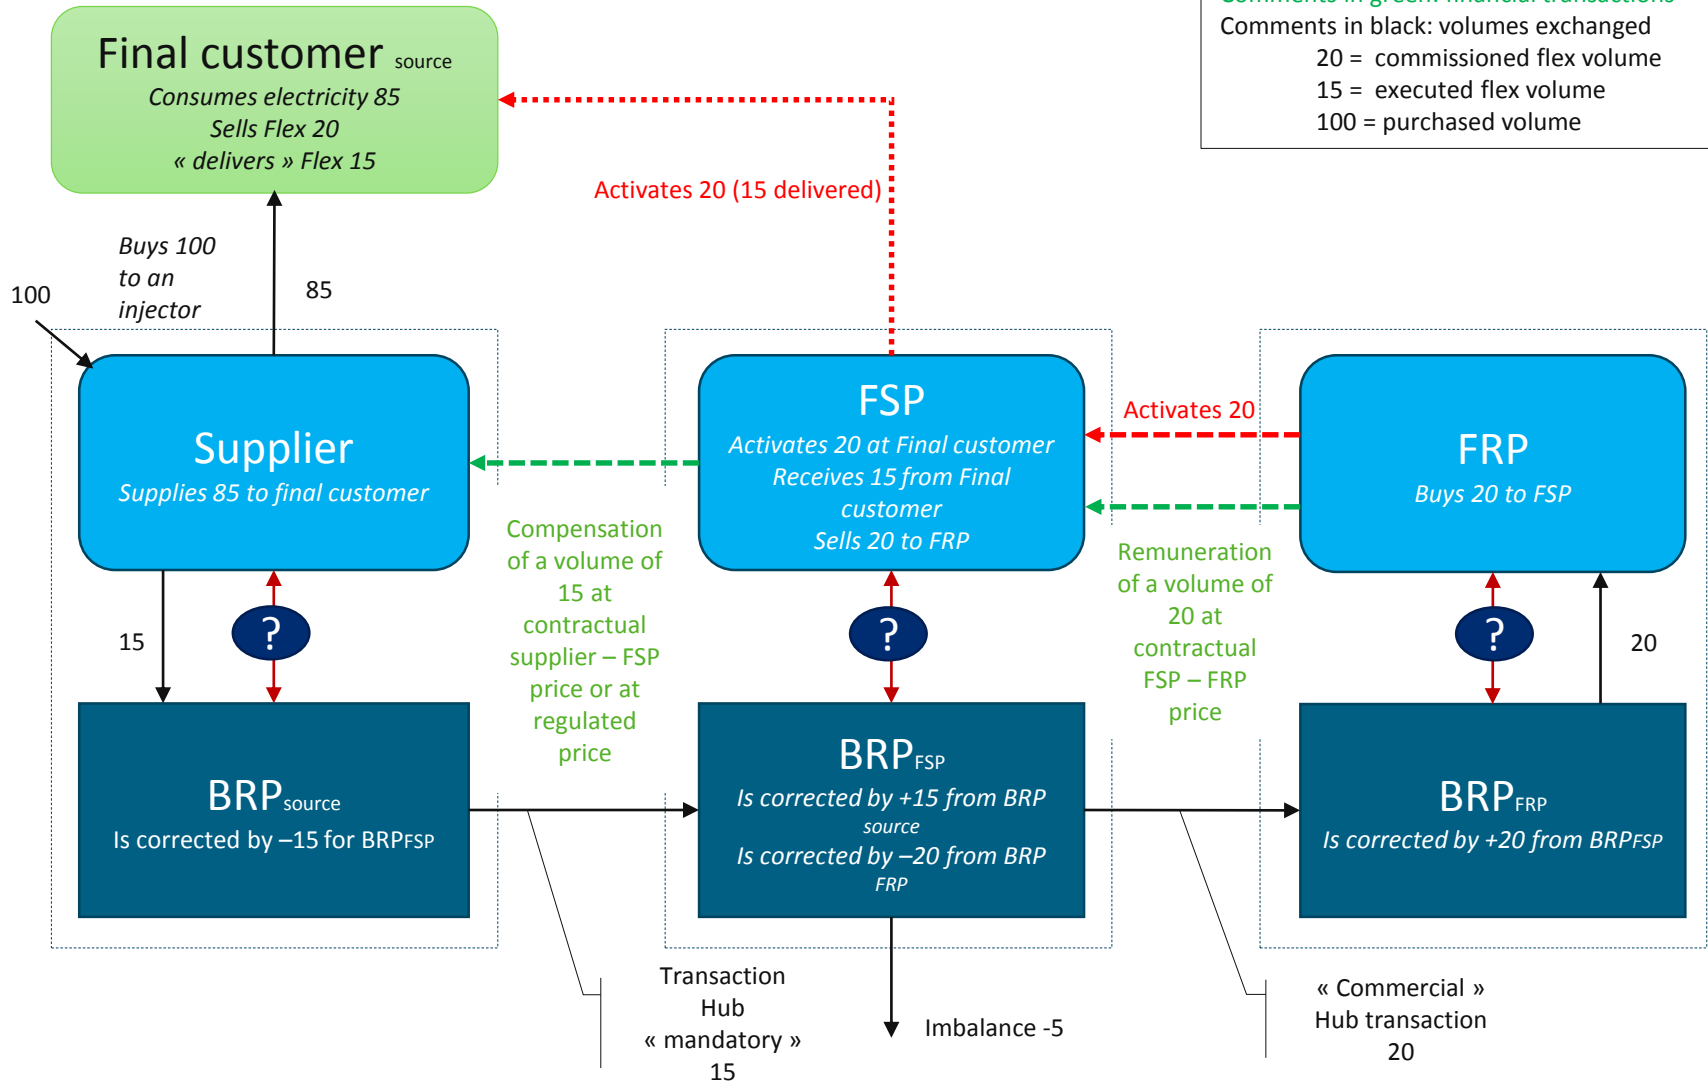 Comments in green: financial transactions
Comments in black: volumes exchanged
20 = commissioned flex volume
15 = executed flex volume
100 = purchased volume
Final customer source
Consumes electricity 85
Sells Flex 20
« delivers » Flex 15
Activates 20 (15 delivered)
Buys 100
to an
injector
100
85
Supplier
Supplies 85 to final customer
FSP
Activates 20 at Final customer
Receives 15 from Final
customer
Sells 20 to FRP
Activates 20
FRP
Buys 20 to FSP
Compensation
of a volume of
15 at
contractual
supplier – FSP
price or at
regulated
price
Remuneration
of a volume of
20 at
contractual
FSP – FRP
price
15
?
?
?
20
BRPsource
Is corrected by –15 for BRPFSP
BRPFSP
Is corrected by +15 from BRP
source
Is corrected by –20 from BRP
FRP
BRPFRP
Is corrected by +20 from BRPFSP
Transaction
Hub
« mandatory »
15
Imbalance -5
« Commercial »
Hub transaction
20